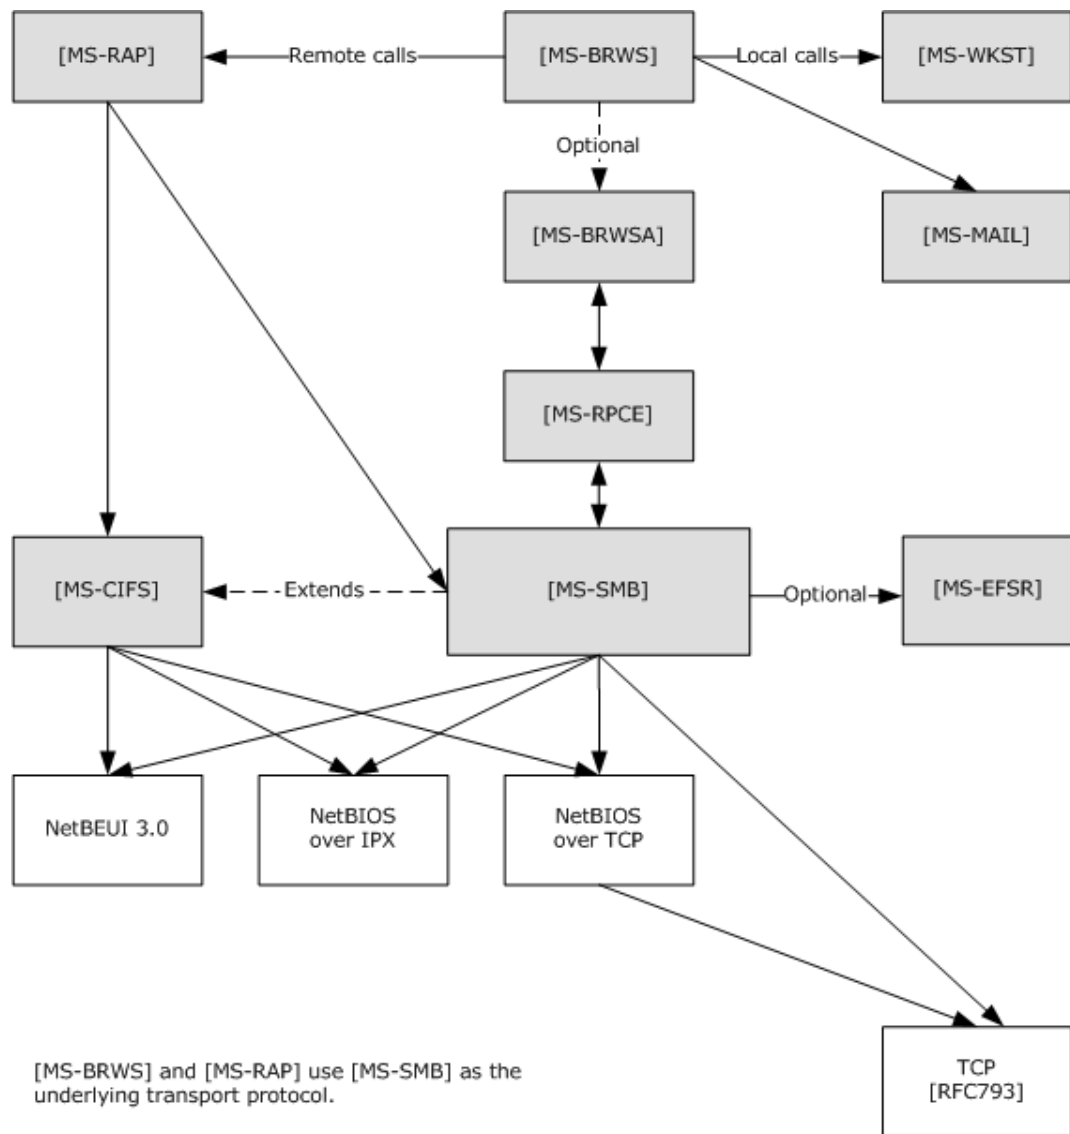 [MS-RAP]
Remote calls
[MS-BRWS]
Local calls
[MS-WKST]
Optional
[MS-BRWSA]
[MS-MAIL]
[MS-RPCE]
[MS-CIFS]
Extends
[MS-SMB]
Optional
[MS-EFSR]
NetBEUI 3.0
NetBIOS
over IPX
NetBIOS
over TCP
[MS-BRWS] and [MS-RAP] use [MS-SMB] as the
underlying transport protocol.
TCP
[RFC793]